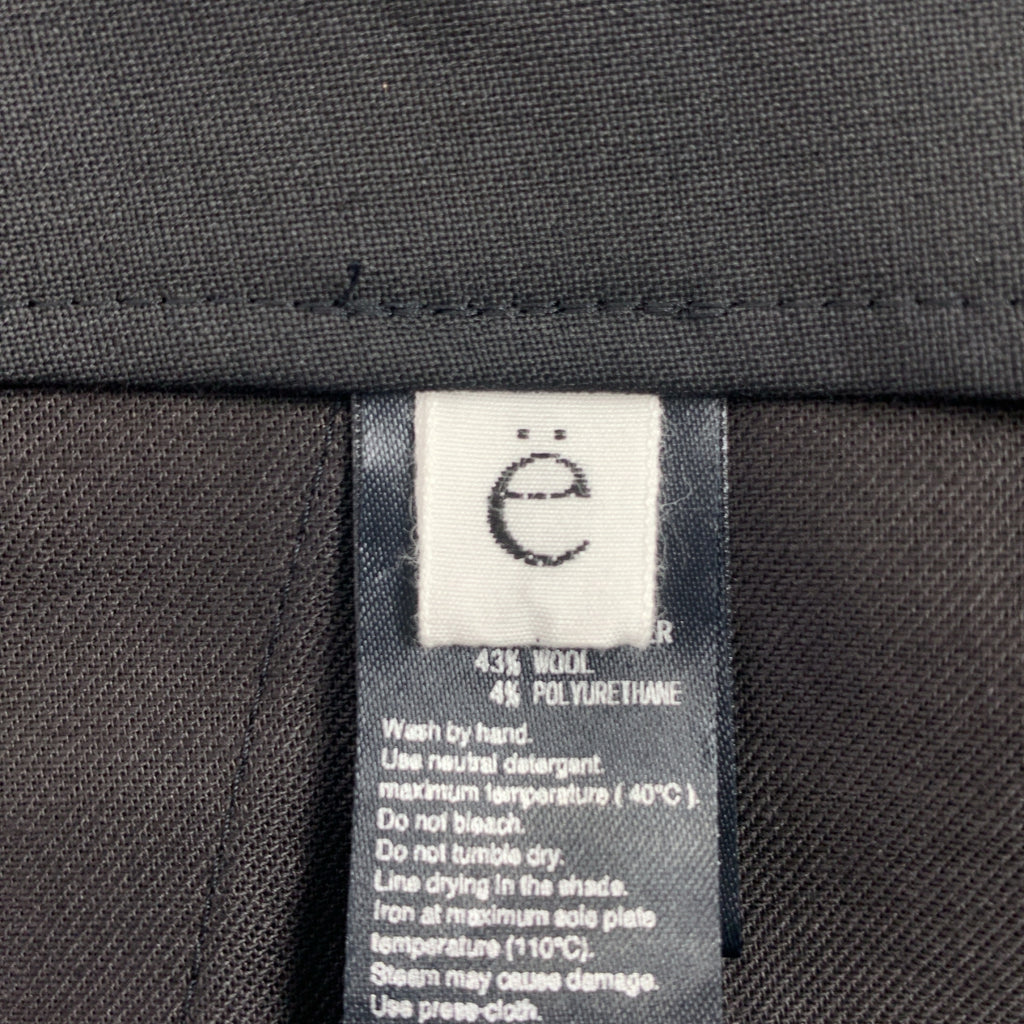 ë
ER
43% WOOL
4% POLYURETHANE
Wash by hand.
Use neutral detergent.
maximum temperature ( 40°C ).
Do not bleach.
Do not tumble dry.
Line drying in the shade.
Iron at maximum sole plate
temperature (110°C).
Steam may cause damage.
Use press-cloth.